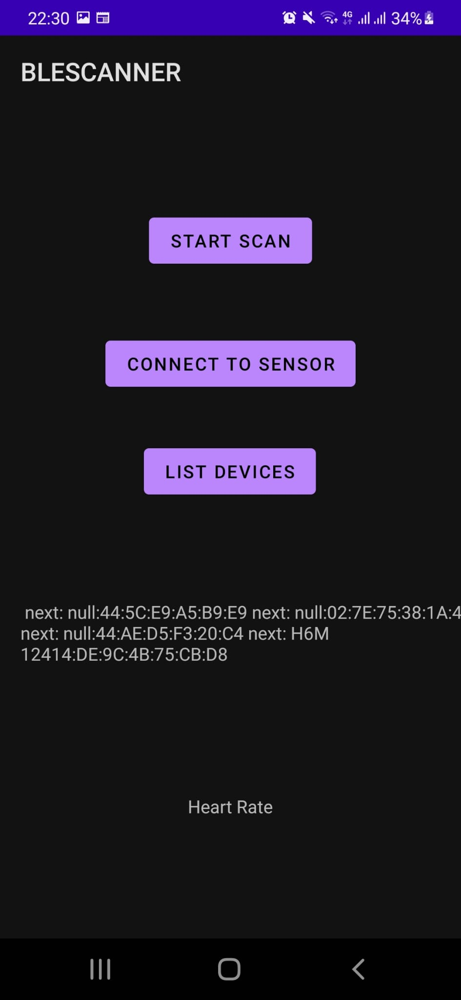 22:30
4G
34%
BLESCANNER
START SCAN
CONNECT TO SENSOR
LIST DEVICES
next: null:44:5C:E9:A5:B9:E9 next: null:02:7E:75:38:1A:4
next: null:44:AE:D5:F3:20:C4 next: H6M
12414:DE:9C:4B:75:CB:D8
Heart Rate